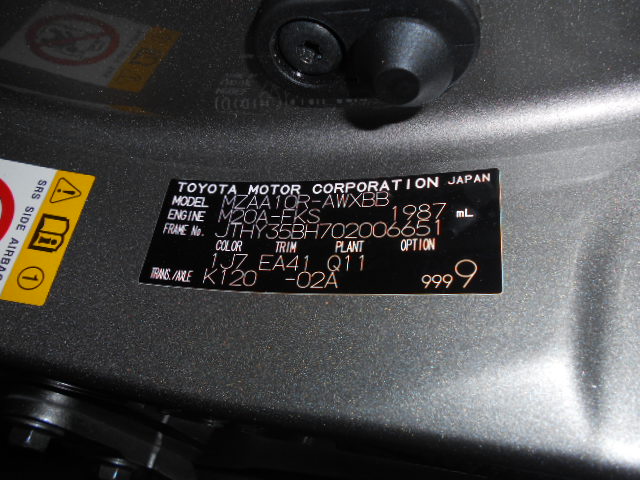 TOYOTA MOTOR CORPORATION JAPAN
MODEL MZAA10R-AWXBB
ENGINE M20A-FKS 1987 mL
FRAME No. JTHY35BH702006651
COLOR TRIM PLANT OPTION
1J7 EA41 Q11
TRANS./AXLE K120 -02A 9999
SRS SIDE AIRBAG
1